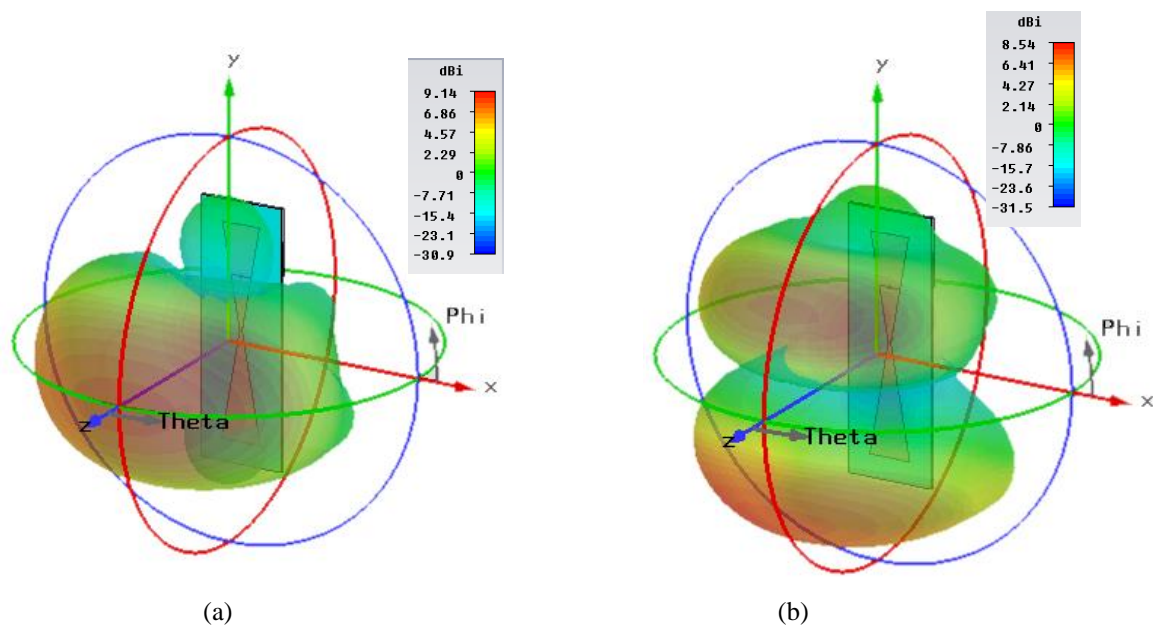 y
dBi
9.14
6.86
4.57
2.29
0
-7.71
-15.4
-23.1
-30.9
Phi
x
z
Theta
(a)
y
dBi
8.54
6.41
4.27
2.14
0
-7.86
-15.7
-23.6
-31.5
Phi
x
z
Theta
(b)